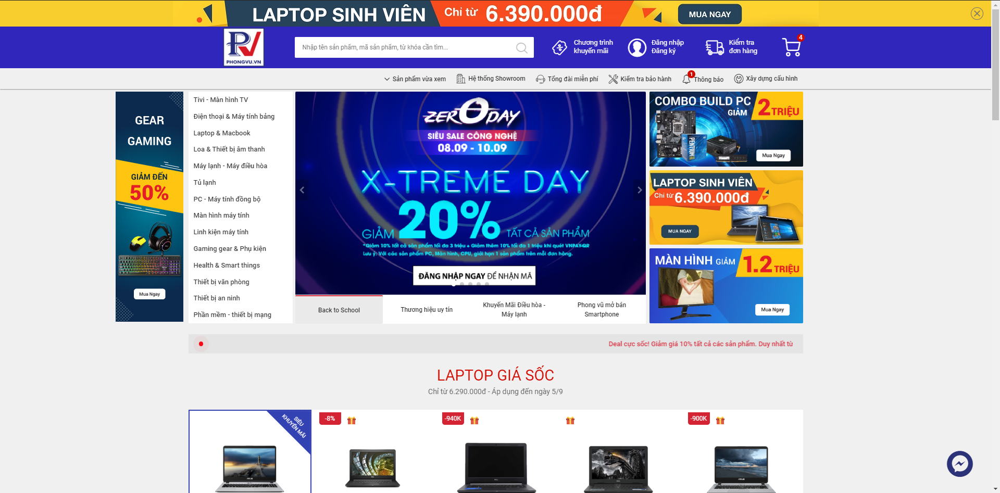 LAPTOP SINH VIÊN Chỉ từ 6.390.000đ MUA NGAY
PV
PHONGVU.VN
Nhập tên sản phẩm, mã sản phẩm, từ khóa cần tìm...
Chương trình
khuyến mãi
Đăng nhập
Đăng ký
Kiểm tra
đơn hàng
4
Sản phẩm vừa xem
Hệ thống Showroom
Tổng đài miễn phí
Kiểm tra bảo hành
1
Thông báo
Xây dựng cấu hình
GEAR
GAMING
GIẢM ĐẾN
50%
Mua Ngay
Tivi - Màn hình TV
Điện thoại & Máy tính bảng
Laptop & Macbook
Loa & Thiết bị âm thanh
Máy lạnh - Máy điều hòa
Tủ lạnh
PC - Máy tính đồng bộ
Màn hình máy tính
Linh kiện máy tính
Gaming gear & Phụ kiện
Health & Smart things
Thiết bị văn phòng
Thiết bị an ninh
Phần mềm - thiết bị mạng
ZERODAY
SIÊU SALE CÔNG NGHỆ
08.09 - 10.09
X-TREME DAY
GIẢM 20% TẤT CẢ SẢN PHẨM
*Giảm 10% tất cả sản phẩm tối đa 3 triệu + Giảm thêm 10% tối đa 1 triệu khi quét VNPAY-QR
Lưu ý: Với các sản phẩm PC, Màn hình, CPU, giới hạn 1 sản phẩm trên mỗi đơn hàng.
ĐĂNG NHẬP NGAY ĐỂ NHẬN MÃ
Back to School
Thương hiệu uy tín
Khuyến Mãi Điều hòa -
Máy lạnh
Phong vũ mở bán
Smartphone
COMBO BUILD PC
GIẢM 2 TRIỆU
PENTIUM
Mua Ngay
LAPTOP SINH VIÊN
Chỉ từ 6.390.000đ
MUA NGAY
MÀN HÌNH GIẢM 1.2 TRIỆU
Mua Ngay
Deal cực sốc! Giảm giá 10% tất cả các sản phẩm. Duy nhất từ
LAPTOP GIÁ SỐC
Chỉ từ 6.290.000đ - Áp dụng đến ngày 5/9
SIÊU
KHUYẾN MÃI
-8%
-940K
-900K